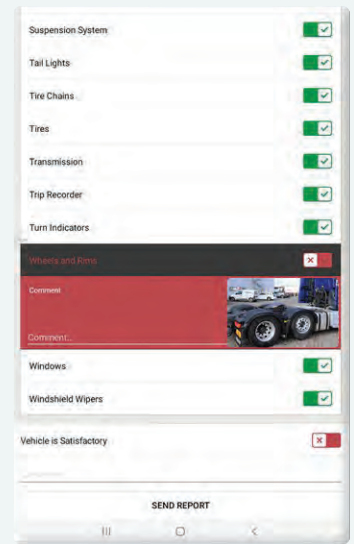 Suspension System
Tail Lights
Tire Chains
Tires
Transmission
Trip Recorder
Turn Indicators
Wheels and Rims
Comment
Comment...
Windows
Windshield Wipers
Vehicle is Satisfactory
SEND REPORT